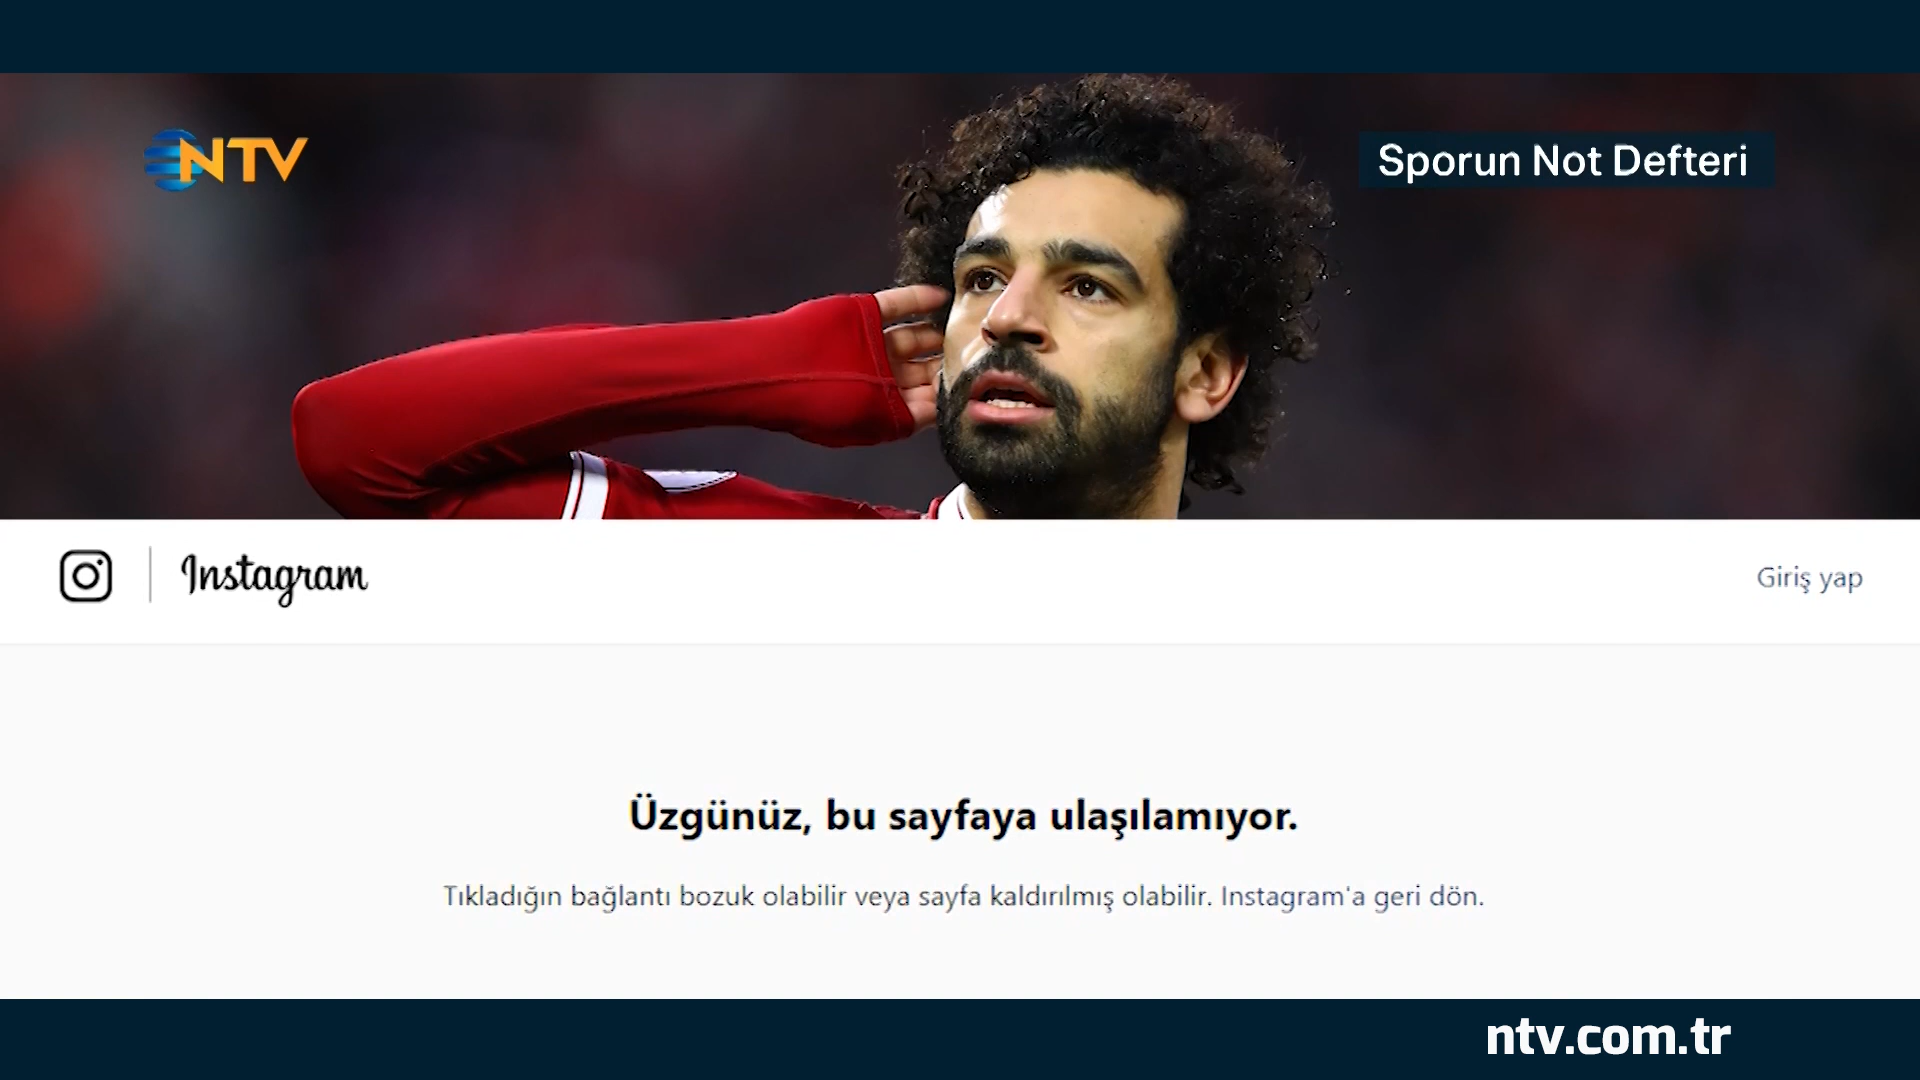 NTV
Sporun Not Defteri
Instagram
Giriş yap
Üzgünüz, bu sayfaya ulaşılamıyor.
Tıkladığın bağlantı bozuk olabilir veya sayfa kaldırılmış olabilir. Instagram'a geri dön.
ntv.com.tr